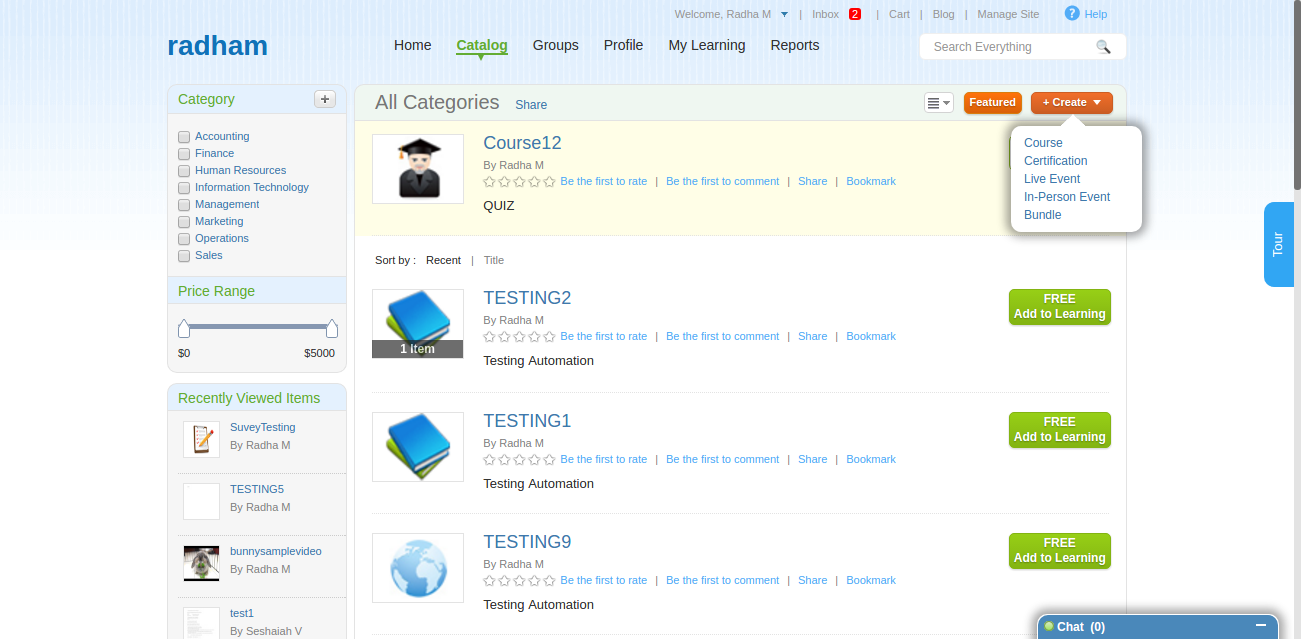 Welcome, Radha M | Inbox 2 | Cart | Blog | Manage Site ? Help
radham
Home Catalog Groups Profile My Learning Reports
Search Everything
Category +
Accounting
Finance
Human Resources
Information Technology
Management
Marketing
Operations
Sales
Price Range
$0 $5000
Recently Viewed Items
SuveyTesting
By Radha M
TESTING5
By Radha M
bunnysamplevideo
By Radha M
test1
By Seshaiah V
All Categories Share
Featured
+ Create
Course
Certification
Live Event
In-Person Event
Bundle
Course12
By Radha M
Be the first to rate | Be the first to comment | Share | Bookmark
QUIZ
Sort by : Recent | Title
TESTING2
By Radha M
Be the first to rate | Be the first to comment | Share | Bookmark
1 Item
Testing Automation
FREE
Add to Learning
TESTING1
By Radha M
Be the first to rate | Be the first to comment | Share | Bookmark
Testing Automation
FREE
Add to Learning
TESTING9
By Radha M
Be the first to rate | Be the first to comment | Share | Bookmark
Testing Automation
FREE
Add to Learning
Tour
Chat (0)